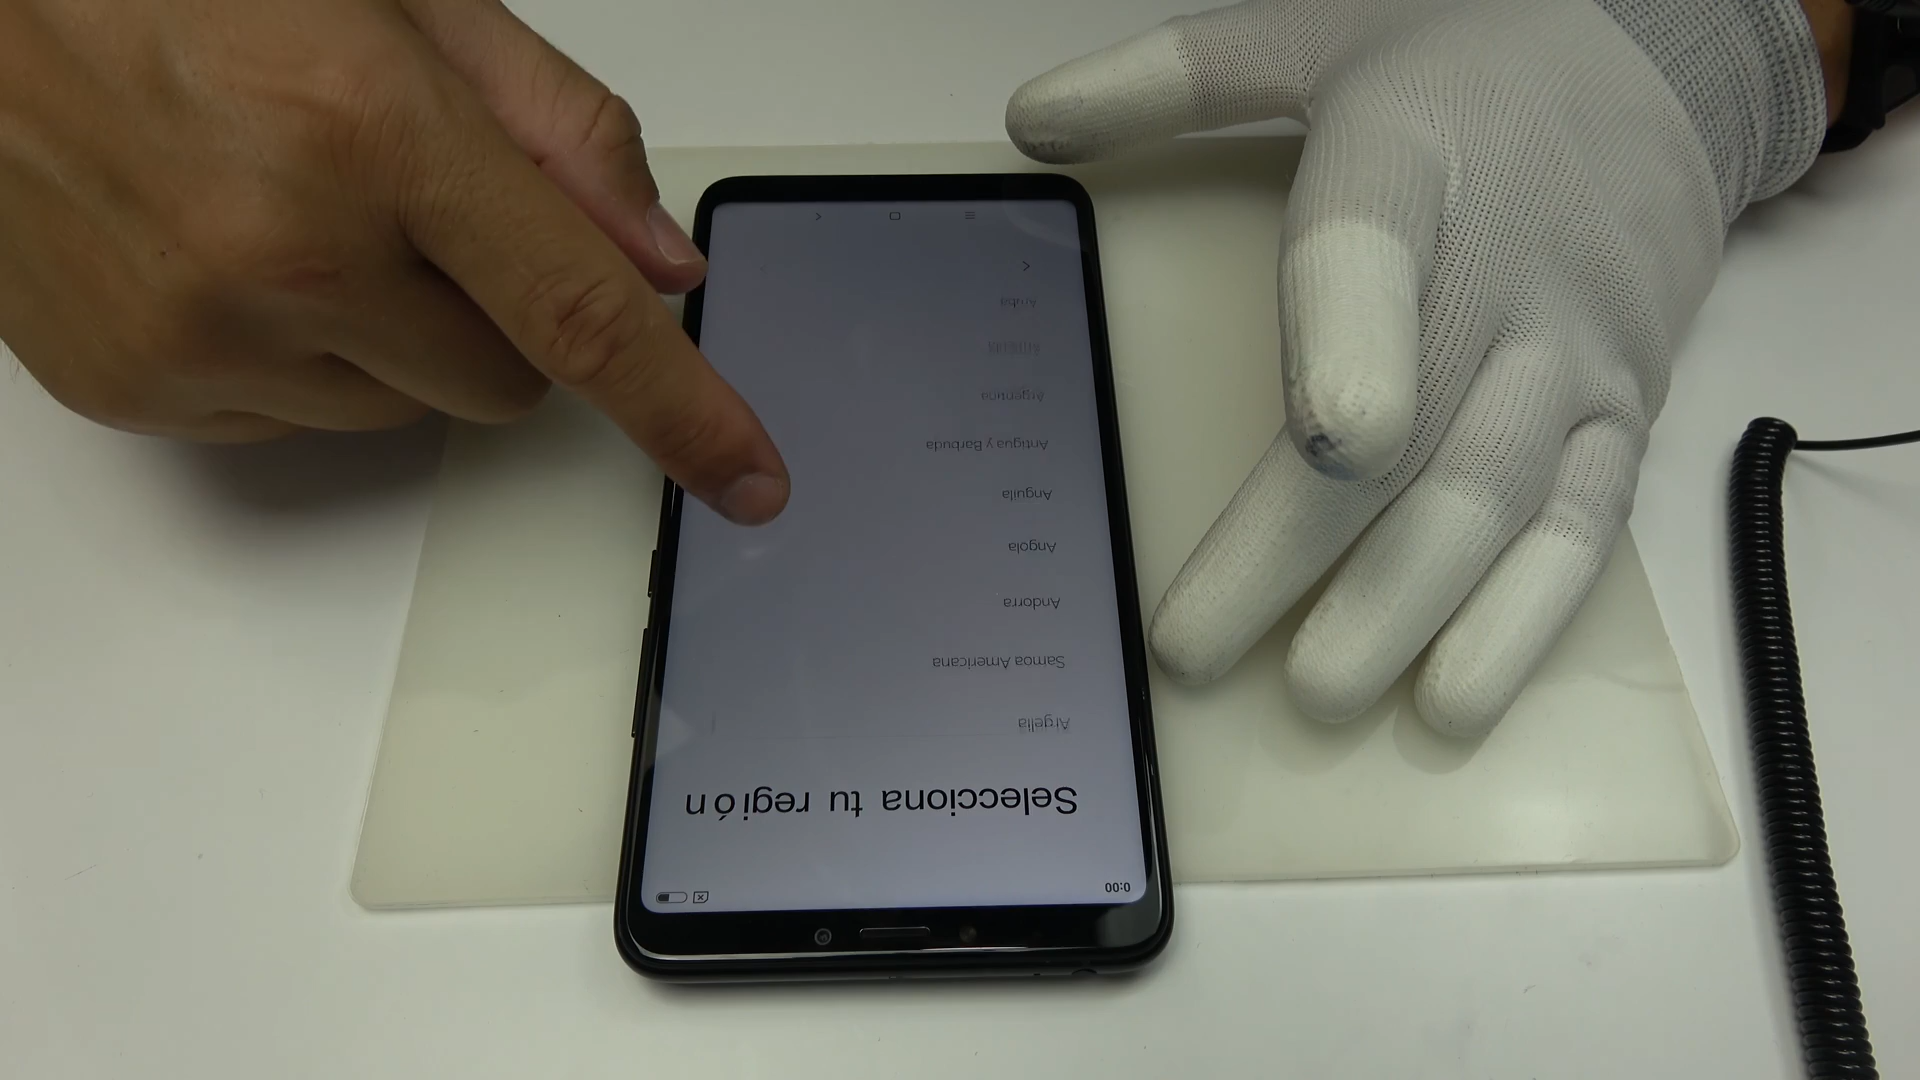 0:00
Selecciona tu región
Argelia
Samoa Americana
Andorra
Angola
Anguila
Antigua y Barbuda
Argentina
Aruba